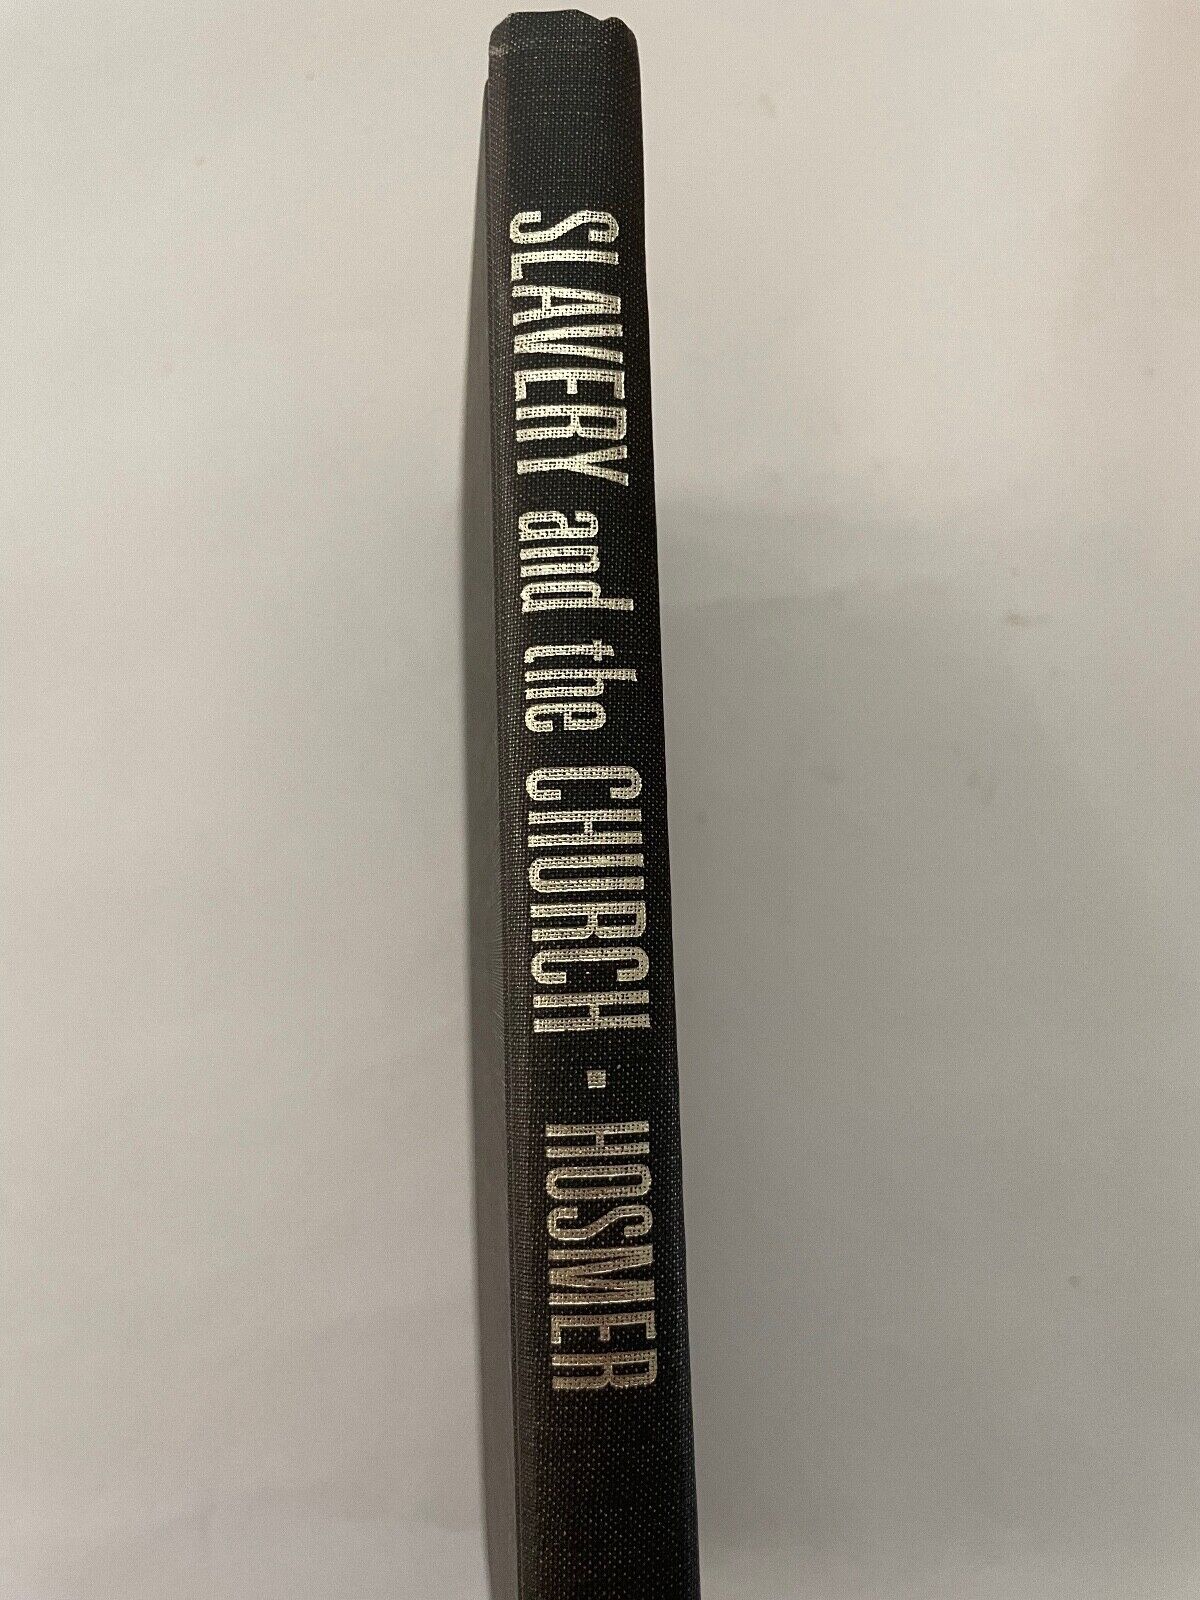 SLAVERY and the CHURCH ▪ HOSMER